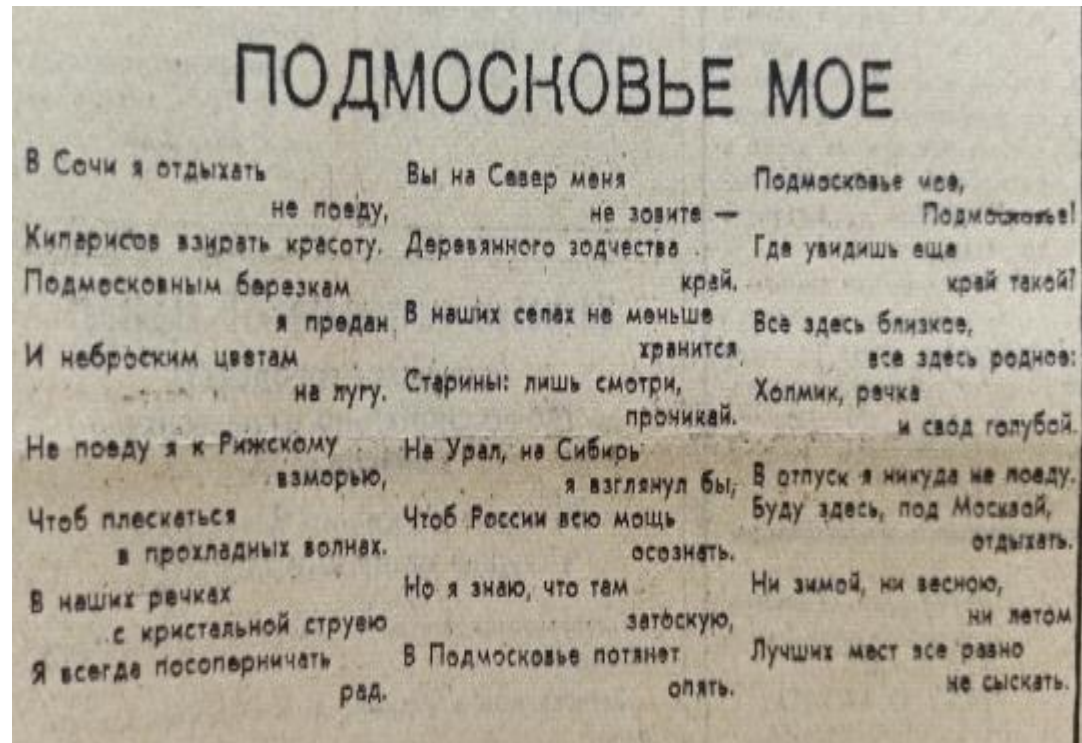 ПОДМОСКОВЬЕ МОЕ
В Сочи я отдыхать
не поеду,
Кипарисов взирать красоту.
Подмосковным березкам
я предан
И неброским цветам
на лугу.
Не поеду я к Рижскому
взморью,
Чтоб плескаться
в прохладных волнах.
В наших речках
с кристальной струею
Я всегда посоперничать
рад.
Вы на Север меня
не зовите —
Деревянного зодчества
край.
В наших селах не меньше
хранится
Старины: лишь смотри,
проникай.
На Урал, на Сибирь
я взглянул бы,
Чтоб России всю мощь
осознать.
Но я знаю, что там
затоскую,
В Подмосковье потянет
опять.
Подмосковье мое,
Подмосковье!
Где увидишь еще
край такой?
Все здесь близкое,
все здесь родное:
Холмик, речка
и свод голубой.
В отпуск я никуда не поеду.
Буду здесь, под Москвой,
отдыхать.
Ни зимой, ни весною,
ни летом
Лучших мест все равно
не сыскать.